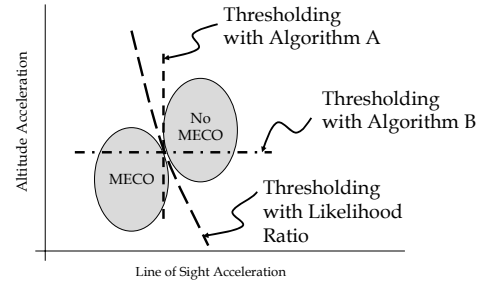 Thresholding
with Algorithm A
No
MECO
Thresholding
with Algorithm B
MECO
Thresholding
with Likelihood
Ratio
Altitude Acceleration
Line of Sight Acceleration